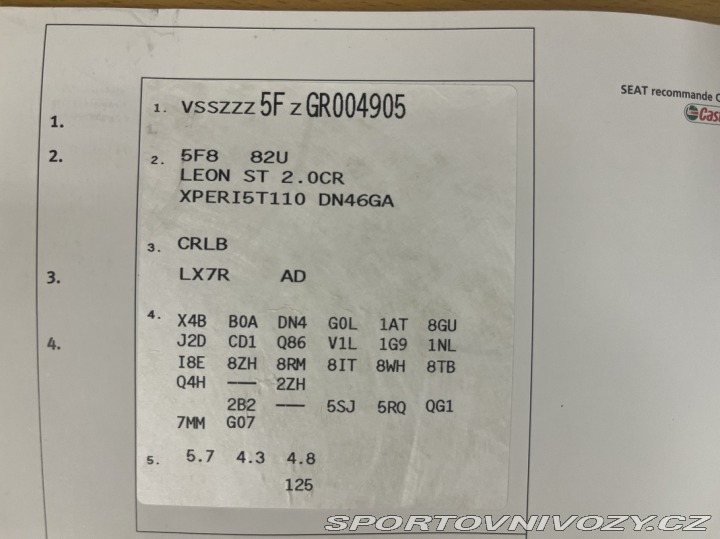 SEAT recommande
Cast
1. VSSZZZ 5F Z GR004905
1.
2. 5F8 82U
2.
LEON ST 2.0CR
XPERI5T110 DN46GA
3. CRLB
3. LX7R AD
4. X4B B0A DN4 G0L 1AT 8GU
4. J2D CD1 Q86 V1L 1G9 1NL
I8E 8ZH 8RM 8IT 8WH 8TB
Q4H --- 2ZH
2B2 --- 5SJ 5RQ QG1
7MM G07
5. 5.7 4.3 4.8
125
SPORTOVNIVOZY.CZ